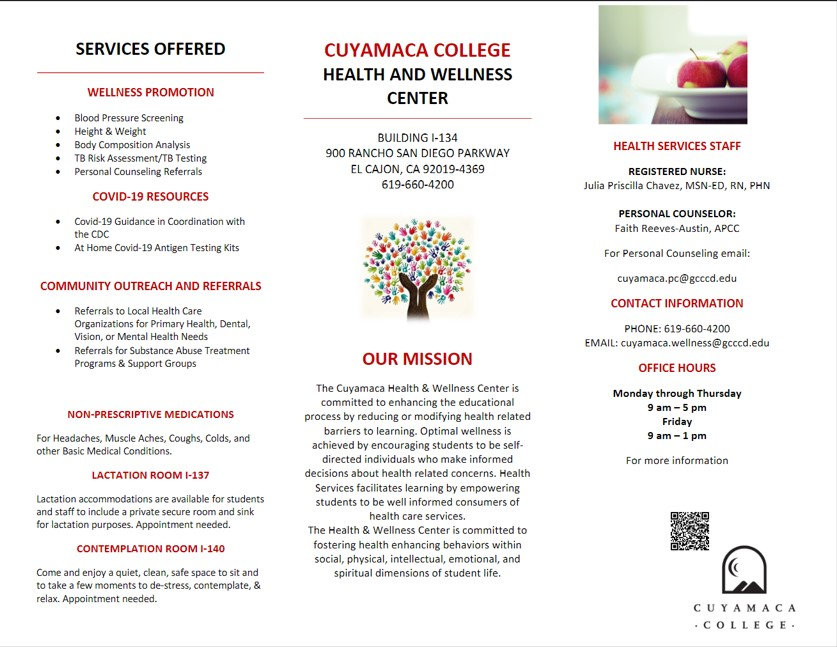 SERVICES OFFERED
WELLNESS PROMOTION
• Blood Pressure Screening
• Height & Weight
• Body Composition Analysis
• TB Risk Assessment/TB Testing
• Personal Counseling Referrals
COVID-19 RESOURCES
• Covid-19 Guidance in Coordination with
the CDC
• At Home Covid-19 Antigen Testing Kits
COMMUNITY OUTREACH AND REFERRALS
• Referrals to Local Health Care
Organizations for Primary Health, Dental,
Vision, or Mental Health Needs
• Referrals for Substance Abuse Treatment
Programs & Support Groups
NON-PRESCRIPTIVE MEDICATIONS
For Headaches, Muscle Aches, Coughs, Colds, and
other Basic Medical Conditions.
LACTATION ROOM I-137
Lactation accommodations are available for students
and staff to include a private secure room and sink
for lactation purposes. Appointment needed.
CONTEMPLATION ROOM I-140
Come and enjoy a quiet, clean, safe space to sit and
to take a few moments to de-stress, contemplate, &
relax. Appointment needed.
CUYAMACA COLLEGE
HEALTH AND WELLNESS
CENTER
BUILDING I-134
900 RANCHO SAN DIEGO PARKWAY
EL CAJON, CA 92019-4369
619-660-4200
OUR MISSION
The Cuyamaca Health & Wellness Center is
committed to enhancing the educational
process by reducing or modifying health related
barriers to learning. Optimal wellness is
achieved by encouraging students to be self-
directed individuals who make informed
decisions about health related concerns. Health
Services facilitates learning by empowering
students to be well informed consumers of
health care services.
The Health & Wellness Center is committed to
fostering health enhancing behaviors within
social, physical, intellectual, emotional, and
spiritual dimensions of student life.
HEALTH SERVICES STAFF
REGISTERED NURSE:
Julia Priscilla Chavez, MSN-ED, RN, PHN
PERSONAL COUNSELOR:
Faith Reeves-Austin, APCC
For Personal Counseling email:
cuyamaca.pc@gcccd.edu
CONTACT INFORMATION
PHONE: 619-660-4200
EMAIL: cuyamaca.wellness@gcccd.edu
OFFICE HOURS
Monday through Thursday
9 am – 5 pm
Friday
9 am – 1 pm
For more information
CUYAMACA
·COLLEGE·